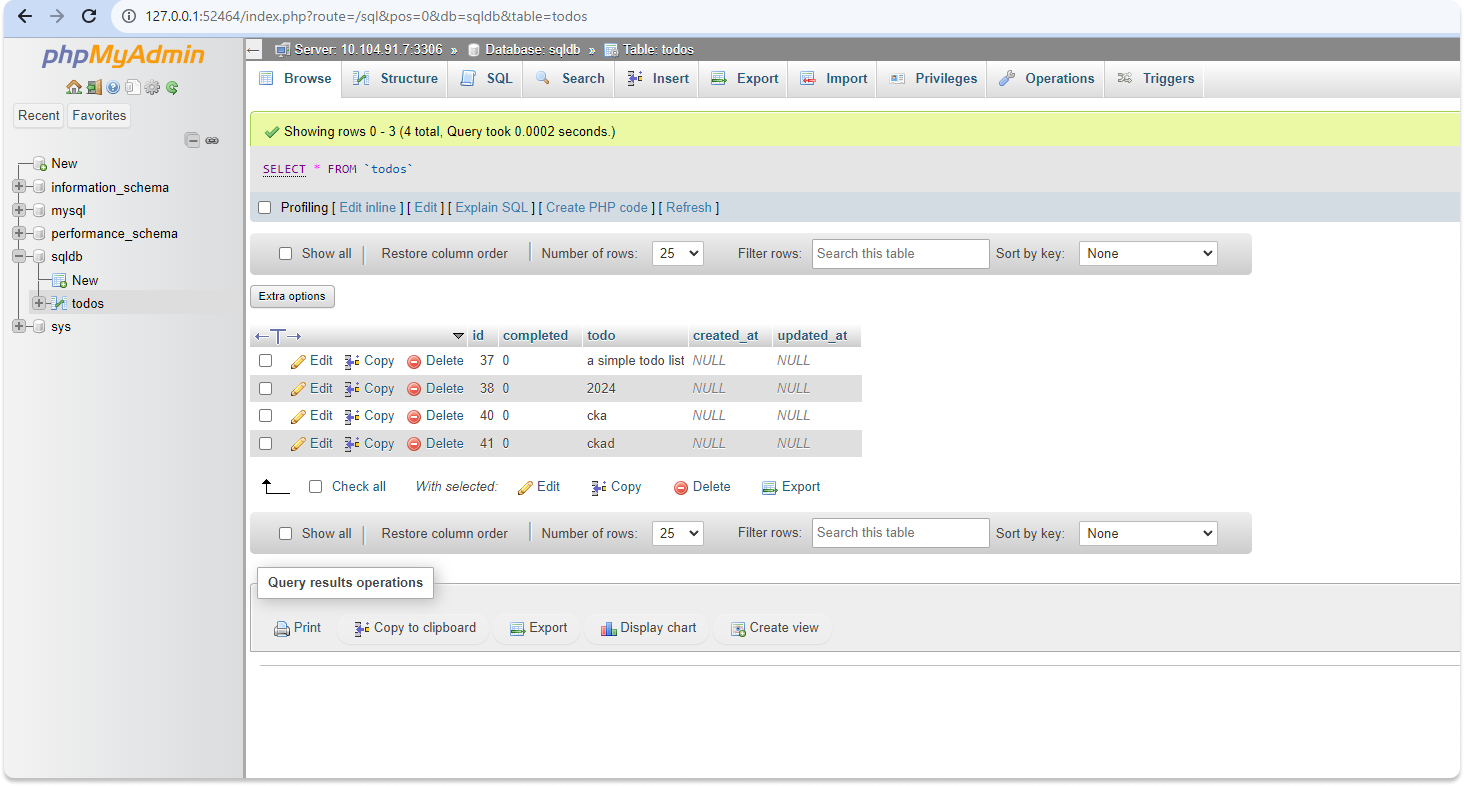 127.0.0.1:52464/index.php?route=/sql&pos=0&db=sqldb&table=todos
phpMyAdmin
Recent Favorites
New
information_schema
mysql
performance_schema
sqldb
New
todos
sys
Server: 10.104.91.7:3306 » Database: sqldb » Table: todos
Browse Structure SQL Search Insert Export Import Privileges Operations Triggers
Showing rows 0 - 3 (4 total, Query took 0.0002 seconds.)
SELECT * FROM `todos`
Profiling [ Edit inline ] [ Edit ] [ Explain SQL ] [ Create PHP code ] [ Refresh ]
Show all Restore column order Number of rows: 25 Filter rows: Search this table Sort by key: None
Extra options
←T→ id completed todo created_at updated_at
Edit Copy Delete 37 0 a simple todo list NULL NULL
Edit Copy Delete 38 0 2024 NULL NULL
Edit Copy Delete 40 0 cka NULL NULL
Edit Copy Delete 41 0 ckad NULL NULL
Check all With selected: Edit Copy Delete Export
Show all Restore column order Number of rows: 25 Filter rows: Search this table Sort by key: None
Query results operations
Print Copy to clipboard Export Display chart Create view